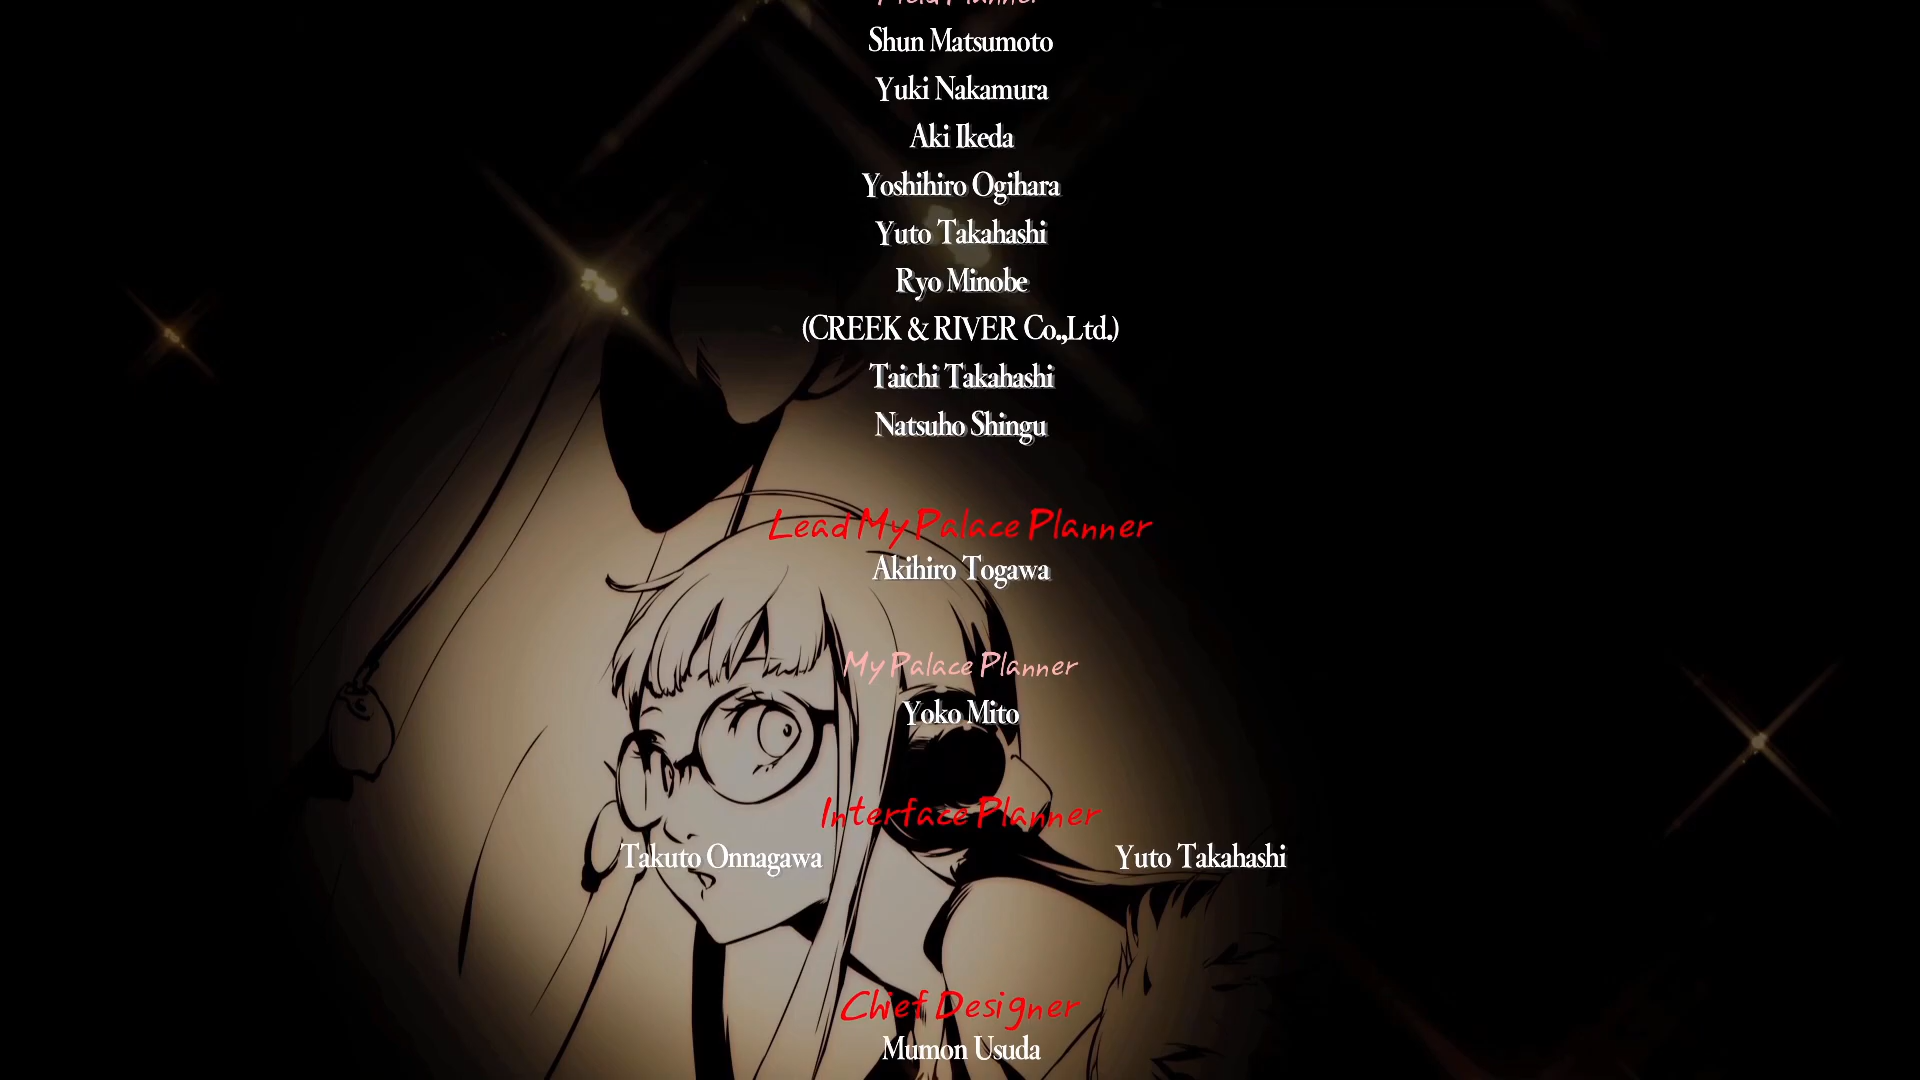 Field Planner
Shun Matsumoto
Yuki Nakamura
Aki Ikeda
Yoshihiro Ogihara
Yuto Takahashi
Ryo Minobe
(CREEK & RIVER Co.,Ltd.)
Taichi Takahashi
Natsuho Shingu
Lead My Palace Planner
Akihiro Togawa
My Palace Planner
Yoko Mito
Interface Planner
Takuto Onnagawa Yuto Takahashi
Chief Designer
Mumon Usuda